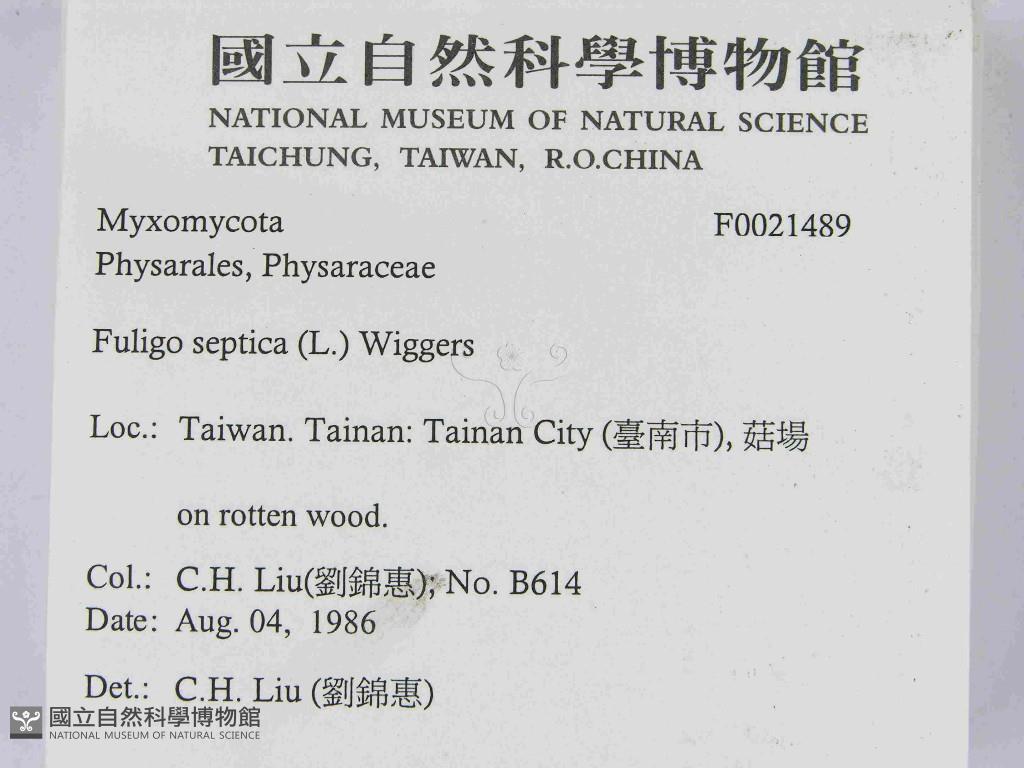 國立自然科學博物館
NATIONAL MUSEUM OF NATURAL SCIENCE
TAICHUNG, TAIWAN, R.O.CHINA
Myxomycota F0021489
Physarales, Physaraceae
Fuligo septica (L.) Wiggers
Loc.: Taiwan. Tainan: Tainan City (臺南市), 菇場
on rotten wood.
Col.: C.H. Liu(劉錦惠); No. B614
Date: Aug. 04, 1986
Det.: C.H. Liu (劉錦惠)
國立自然科學博物館
NATIONAL MUSEUM OF NATURAL SCIENCE